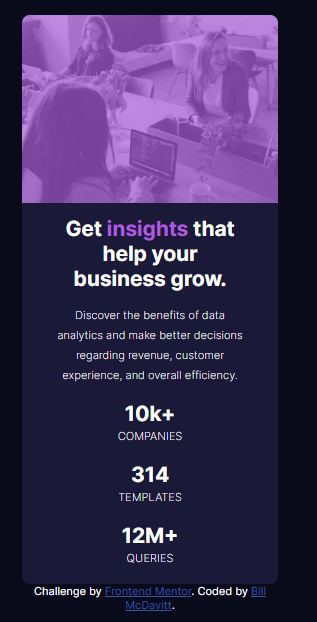 Get insights that
help your
business grow.
Discover the benefits of data
analytics and make better decisions
regarding revenue, customer
experience, and overall efficiency.
10k+
COMPANIES
314
TEMPLATES
12M+
QUERIES
Challenge by Frontend Mentor. Coded by Bill
McDavitt.